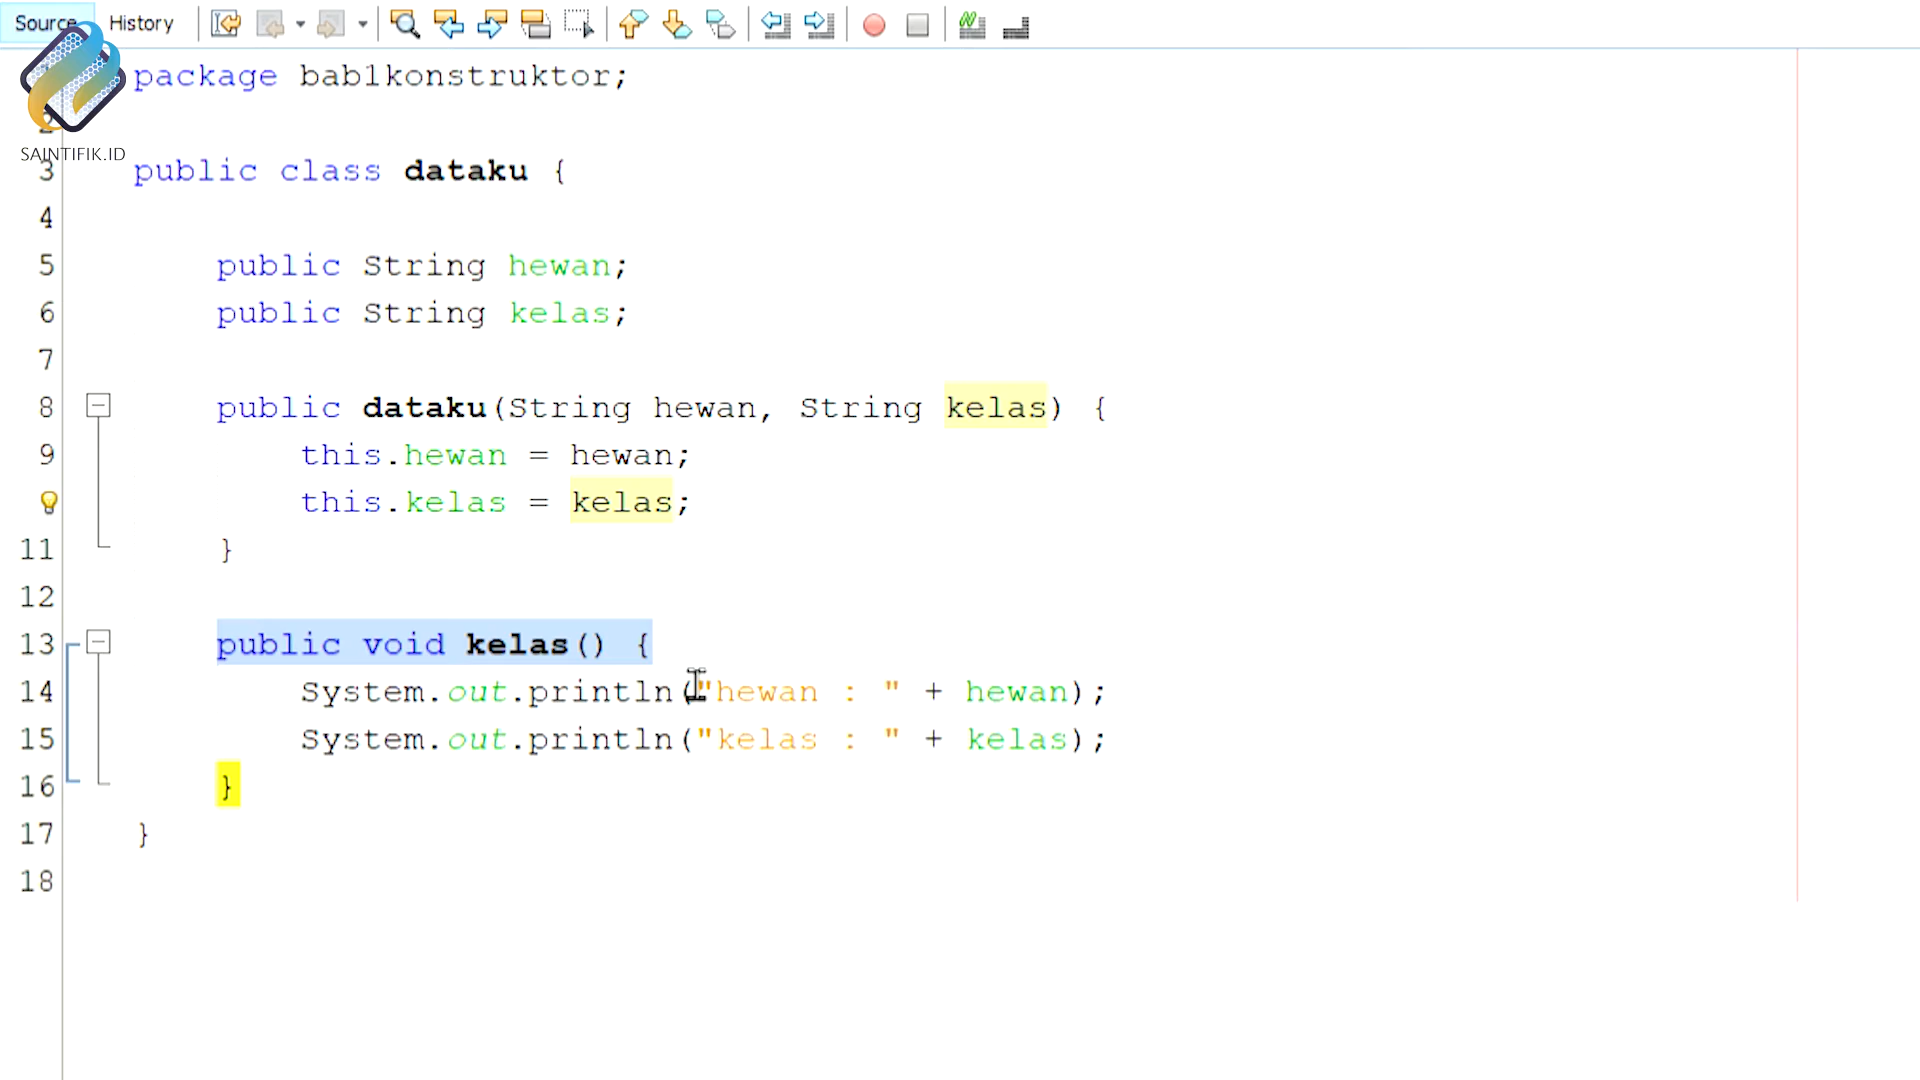 Source History
package bab1konstruktor;
2
3 public class dataku {
4
5 public String hewan;
6 public String kelas;
7
8 public dataku(String hewan, String kelas) {
9 this.hewan = hewan;
this.kelas = kelas;
11 }
12
13 public void kelas() {
14 System.out.println("hewan : " + hewan);
15 System.out.println("kelas : " + kelas);
16 }
17 }
18
SAINTIFIK.ID